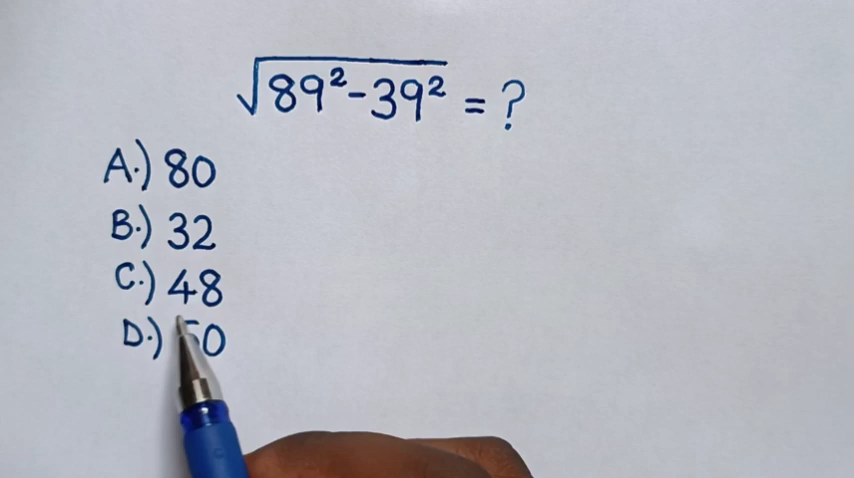 √89²-39² = ?
A.) 80
B.) 32
C.) 48
D.)